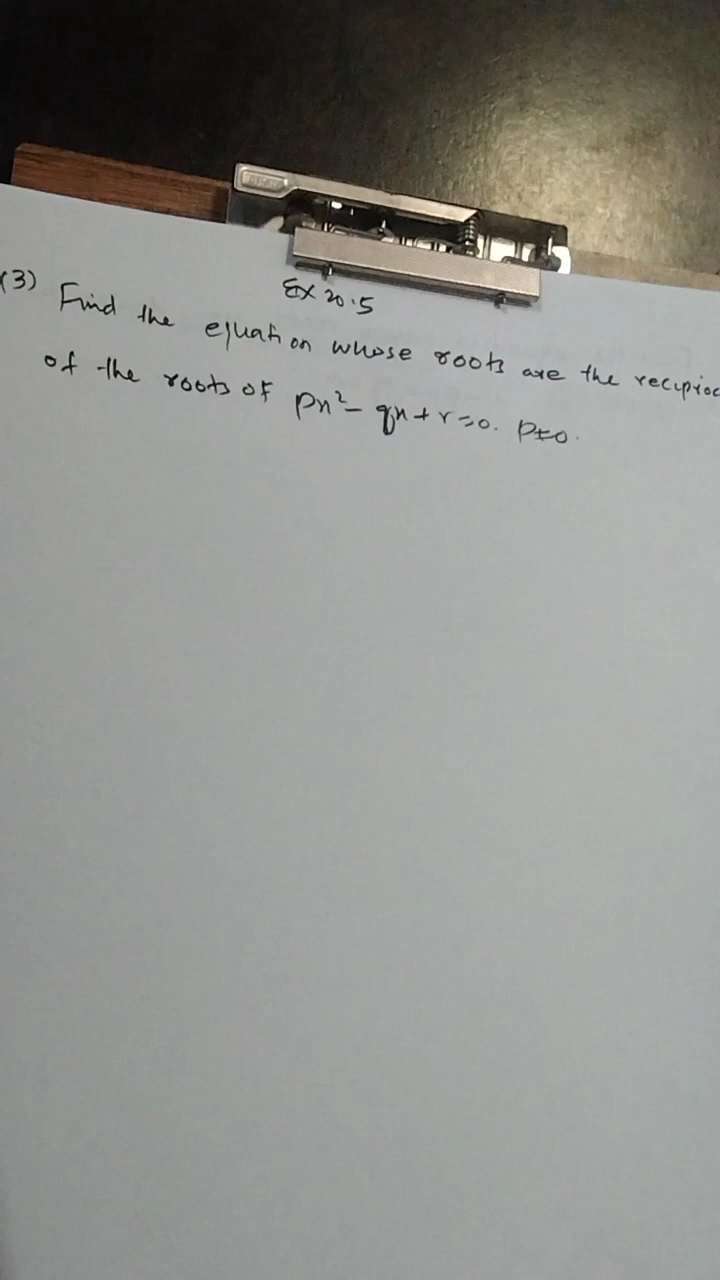 Ex 20.5
(3) Find the equation whose roots are the reciproc
of the roots of px²- qx + r = 0. p≠0.